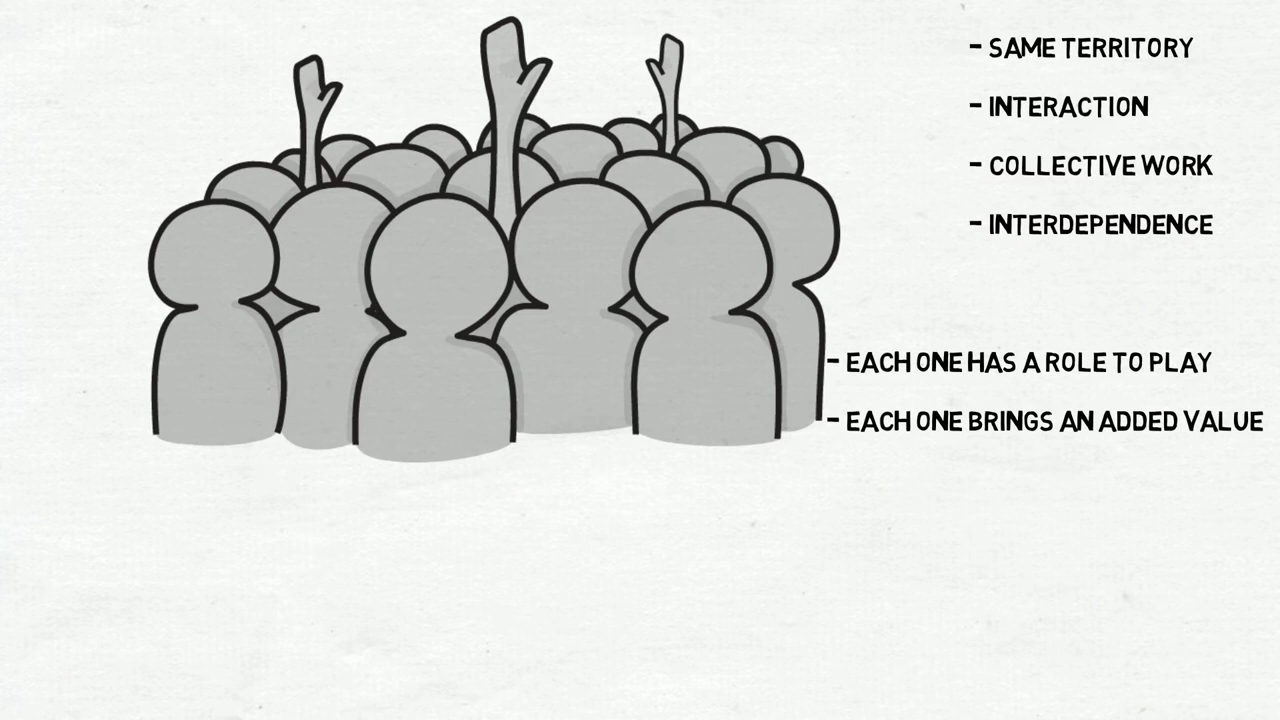 - SAME TERRITORY
- INTERACTION
- COLLECTIVE WORK
- INTERDEPENDENCE
- EACH ONE HAS A ROLE TO PLAY
- EACH ONE BRINGS AN ADDED VALUE